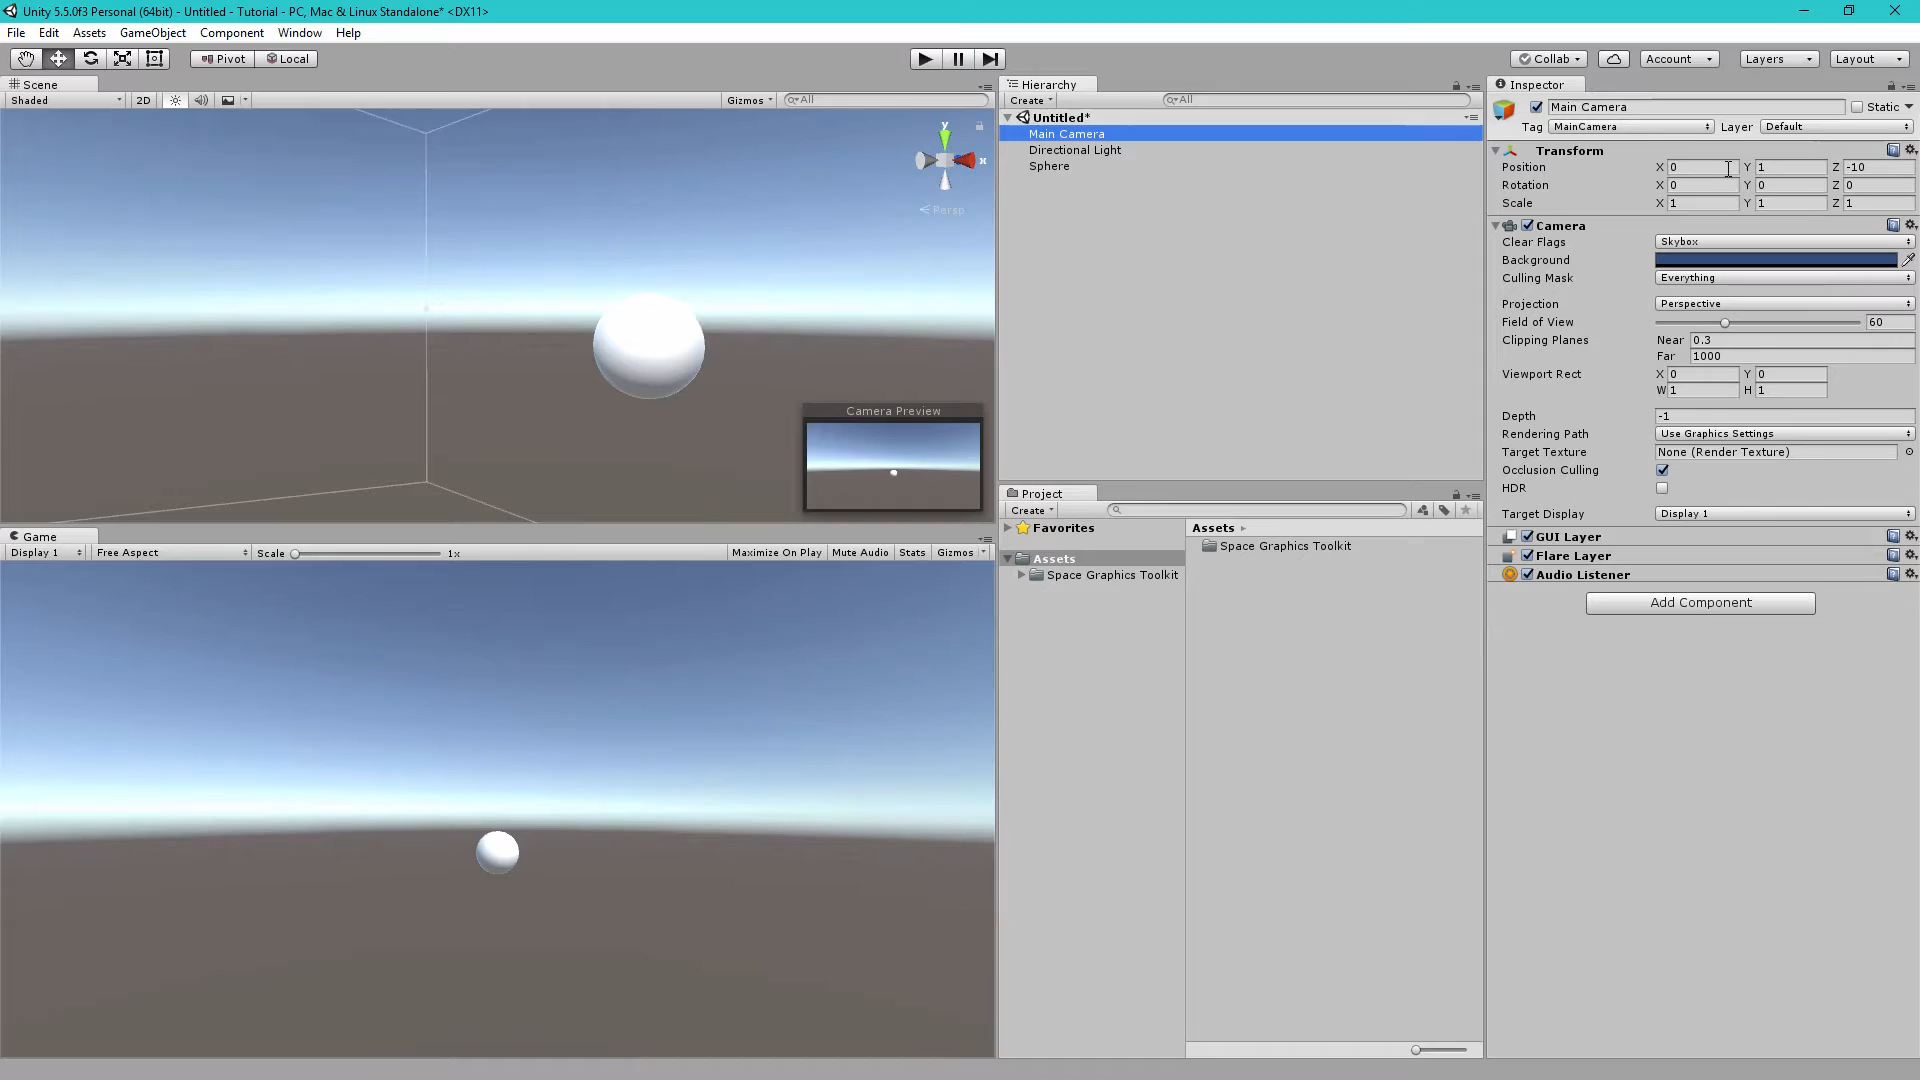 Unity 5.5.0f3 Personal (64bit) - Untitled - Tutorial - PC, Mac & Linux Standalone* <DX11>
File Edit Assets GameObject Component Window Help
Pivot Local Collab Account Layers Layout
Scene
Shaded 2D Gizmos All
y
x
Persp
Camera Preview
Game
Display 1 Free Aspect Scale 1x Maximize On Play Mute Audio Stats Gizmos
Hierarchy
Create All
Untitled*
Main Camera
Directional Light
Sphere
Project
Create
Favorites
Assets
Space Graphics Toolkit
Assets
Space Graphics Toolkit
Inspector
Main Camera Static
Tag MainCamera Layer Default
Transform
Position X 0 Y 1 Z -10
Rotation X 0 Y 0 Z 0
Scale X 1 Y 1 Z 1
Camera
Clear Flags Skybox
Background
Culling Mask Everything
Projection Perspective
Field of View 60
Clipping Planes Near 0.3
Far 1000
Viewport Rect X 0 Y 0
W 1 H 1
Depth -1
Rendering Path Use Graphics Settings
Target Texture None (Render Texture)
Occlusion Culling
HDR
Target Display Display 1
GUI Layer
Flare Layer
Audio Listener
Add Component